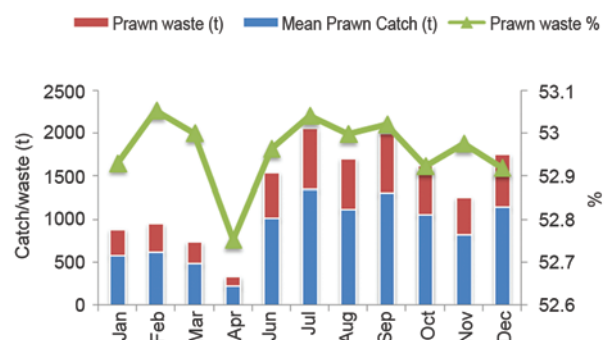 Prawn waste (t) Mean Prawn Catch (t) Prawn waste %
2500 53.1
2000 53
1500 52.9
1000 52.8
500 52.7
0 52.6
Catch/waste (t)
%
Jan Feb Mar Apr Jun Jul Aug Sep Oct Nov Dec